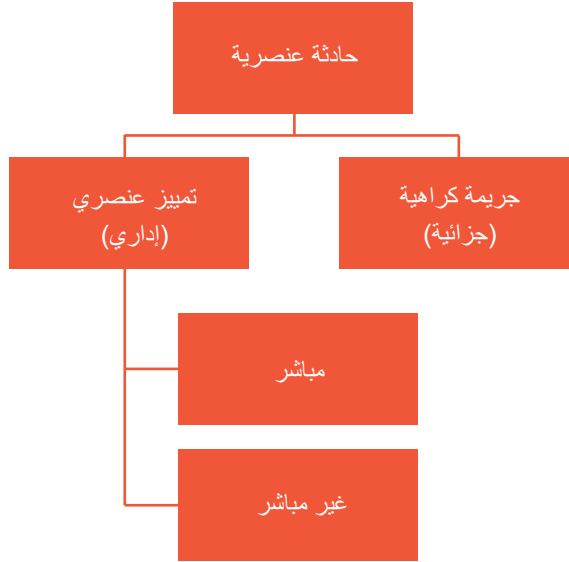 حادثة عنصرية
جريمة كراهية
(جزائية)
تمييز عنصري
(إداري)
مباشر
غير مباشر